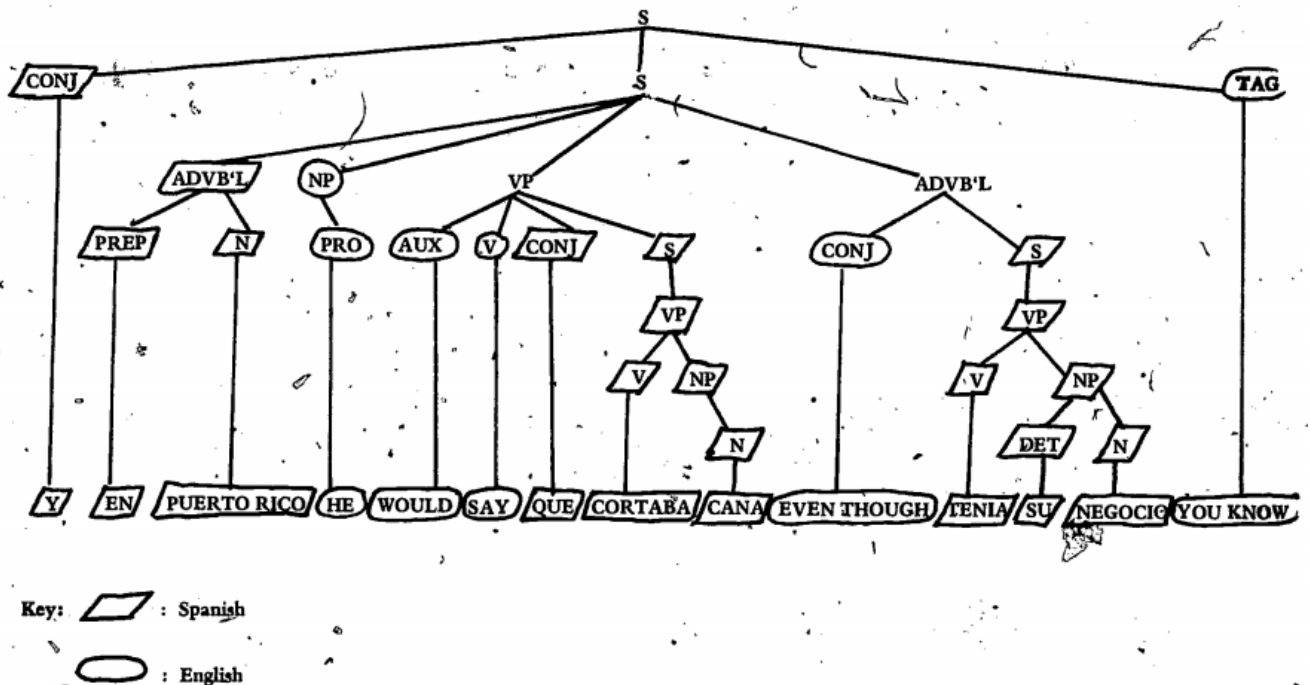 S
CONJ S TAG
ADVB'L NP VP ADVB'L
PREP N PRO AUX V CONJ S CONJ S
VP VP
V NP V NP
N DET N
Y EN PUERTO RICO HE WOULD SAY QUE CORTABA CANA EVEN THOUGH TENIA SU NEGOCIO YOU KNOW
Key: : Spanish
: English